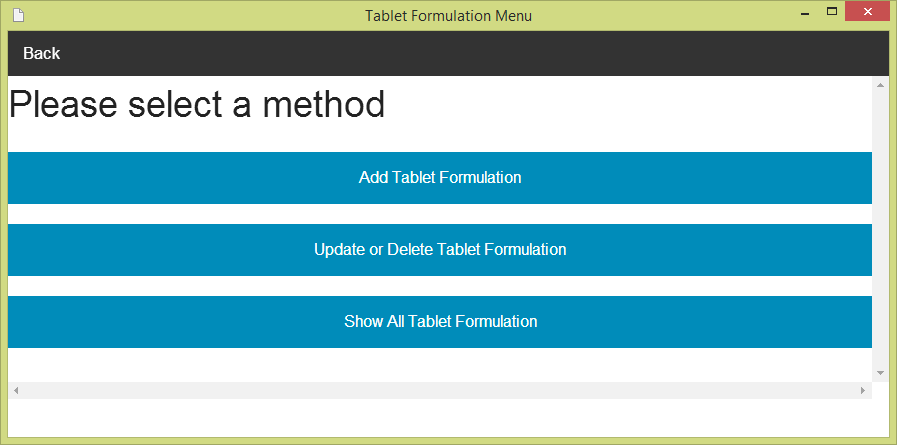 Tablet Formulation Menu
Back
Please select a method
Add Tablet Formulation
Update or Delete Tablet Formulation
Show All Tablet Formulation